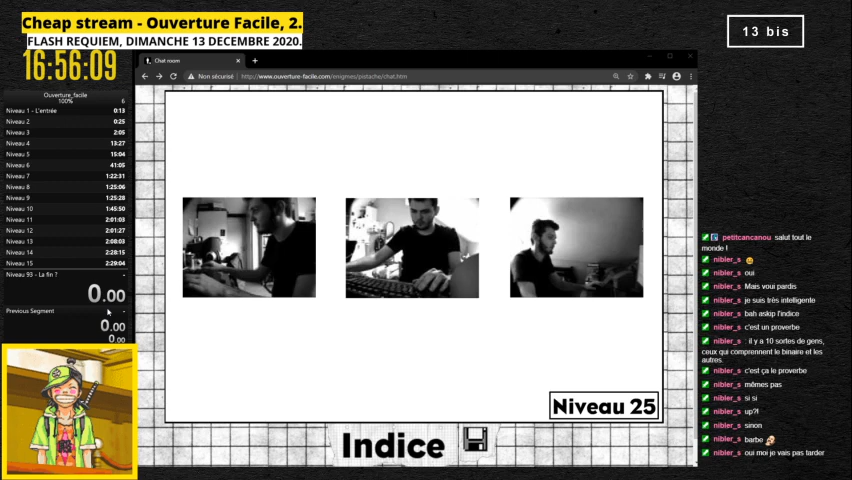 Cheap stream - Ouverture Facile, 2.
FLASH REQUIEM, DIMANCHE 13 DECEMBRE 2020.
16:56:09
13 bis
Chat room
Non sécurisé | http://www.ouverture-facile.com/enigmes/pistache/chat.htm
Ouverture_facile
100% 6
Niveau 1 - L'entrée 0:13
Niveau 2 0:25
Niveau 3 2:05
Niveau 4 13:27
Niveau 5 15:04
Niveau 6 41:05
Niveau 7 1:22:31
Niveau 8 1:25:06
Niveau 9 1:25:28
Niveau 10 1:45:50
Niveau 11 2:01:03
Niveau 12 2:01:27
Niveau 13 2:08:03
Niveau 14 2:28:15
Niveau 15 2:29:04
Niveau 93 - La fin ? -
0.00
Previous Segment -
0.00
0.00
Niveau 25
Indice
petitcancanou salut tout le
monde !
nibler_s
nibler_s oui
nibler_s Mais vou pardis
nibler_s je suis très intelligente
nibler_s bah askip l'indice
nibler_s c'est un proverbe
nibler_s : il y a 10 sortes de gens,
ceux qui comprennent le binaire et les
autres.
nibler_s c'est ça le proverbe
nibler_s mêmes pas
nibler_s si si
nibler_s up?!
nibler_s sinon
nibler_s barbe
nibler_s oui moi je vais pas tarder